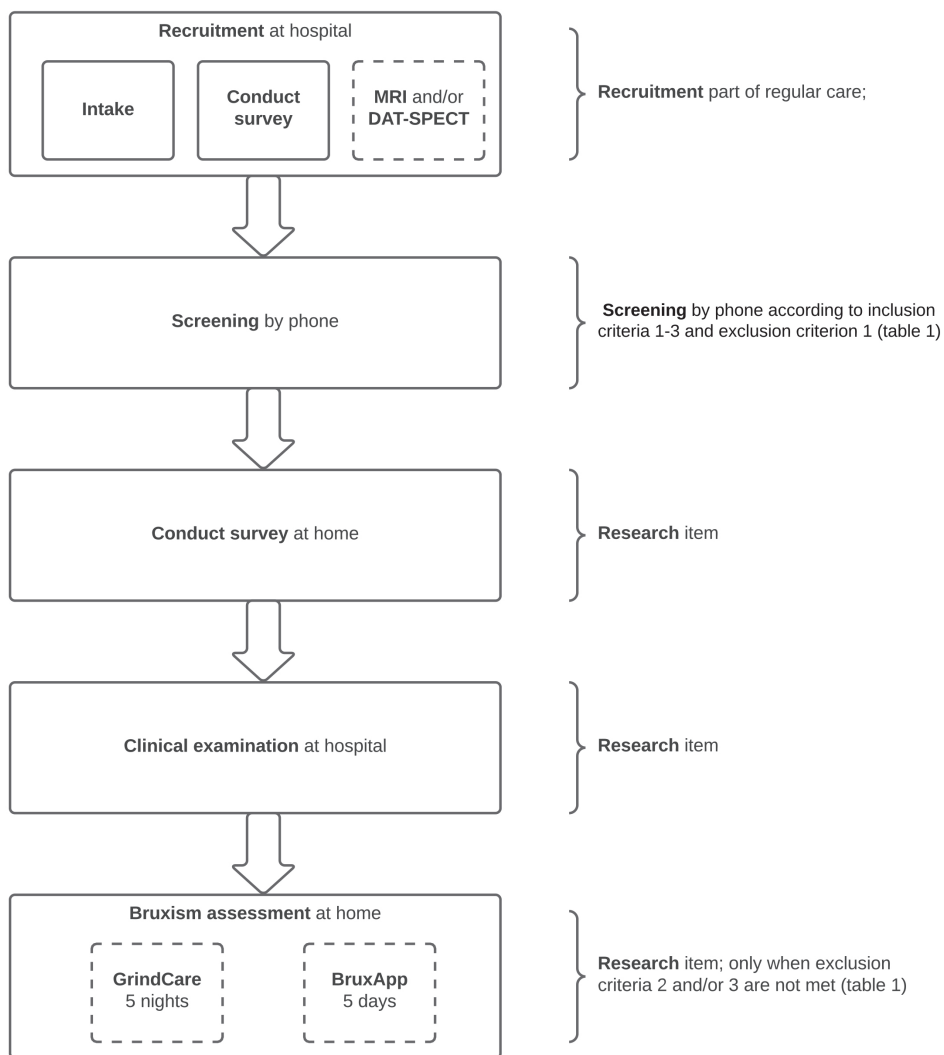 Recruitment at hospital
Intake
Conduct
survey
MRI and/or
DAT-SPECT
Recruitment part of regular care;
Screening by phone
Screening by phone according to inclusion
criteria 1-3 and exclusion criterion 1 (table 1)
Conduct survey at home
Research item
Clinical examination at hospital
Research item
Bruxism assessment at home
GrindCare
5 nights
BruxApp
5 days
Research item; only when exclusion
criteria 2 and/or 3 are not met (table 1)